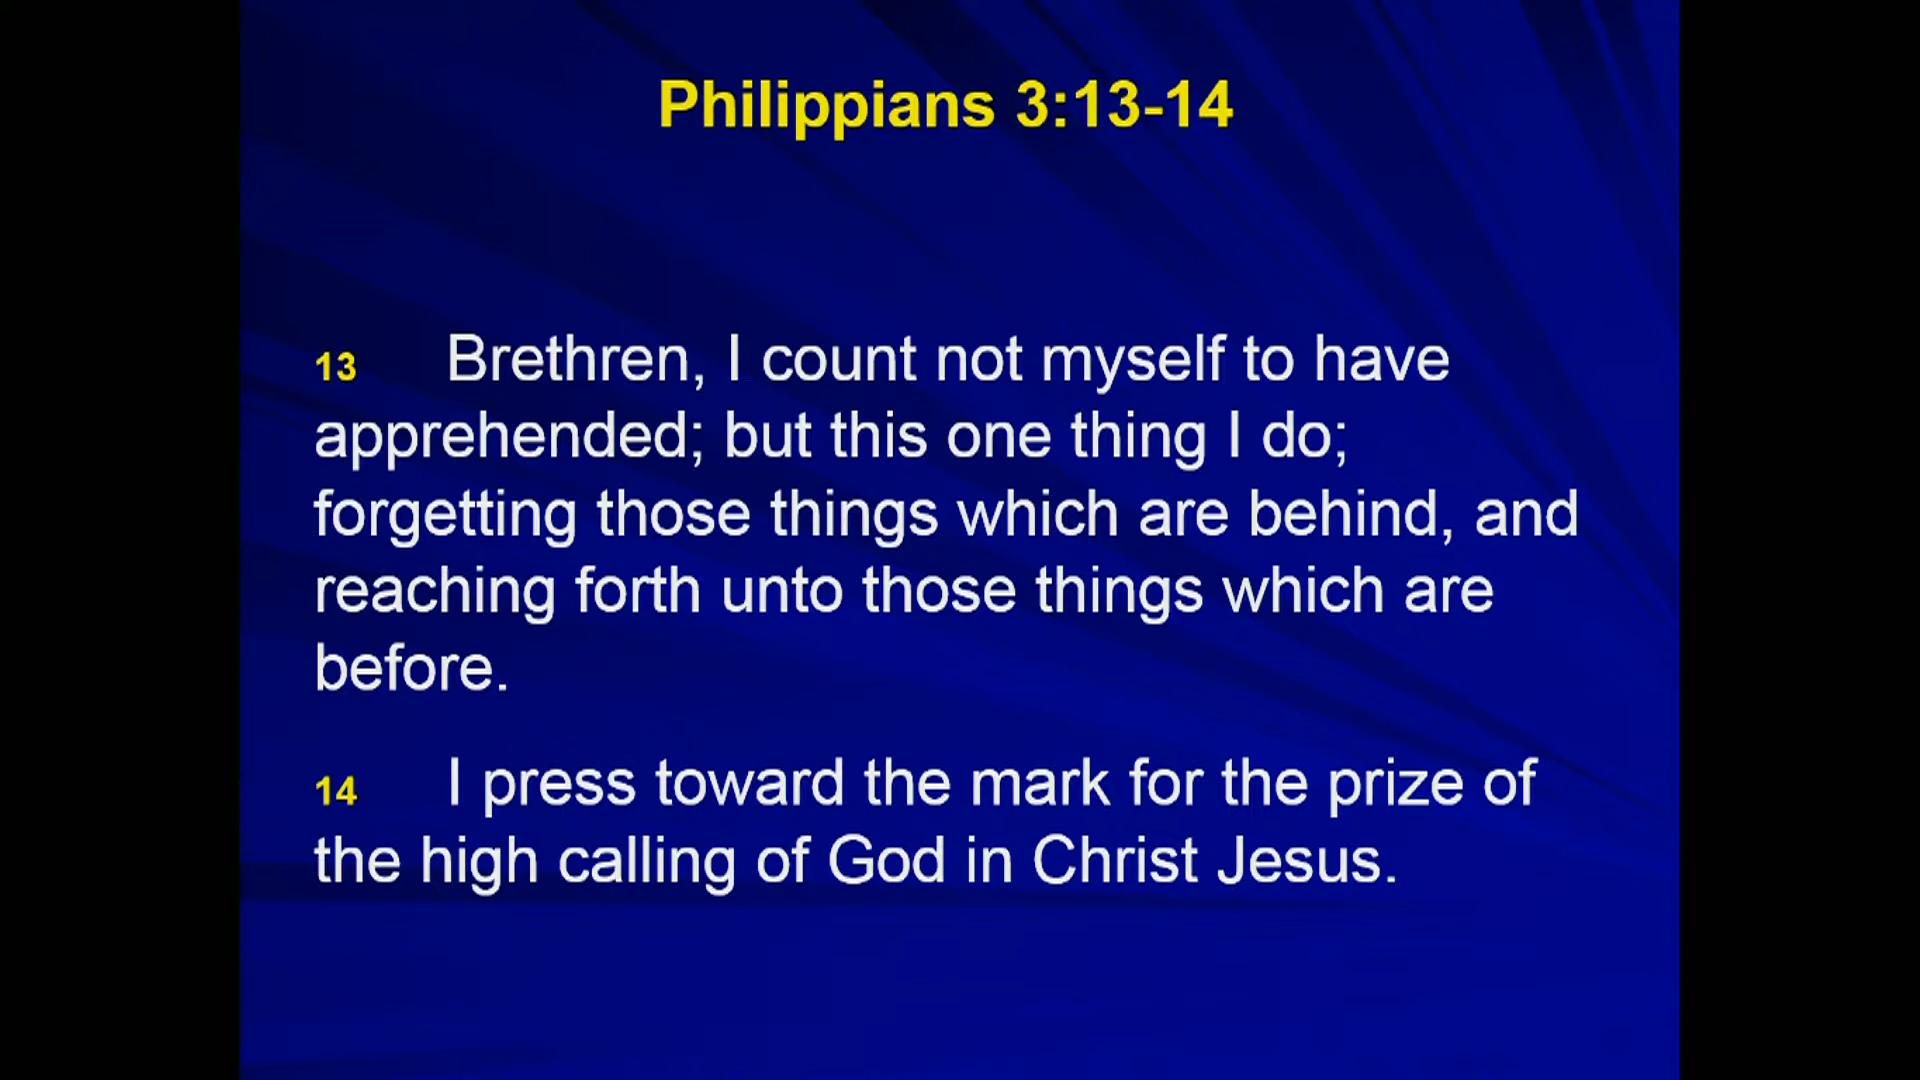 Philippians 3:13-14
13 Brethren, I count not myself to have
apprehended; but this one thing I do;
forgetting those things which are behind, and
reaching forth unto those things which are
before.
14 I press toward the mark for the prize of
the high calling of God in Christ Jesus.